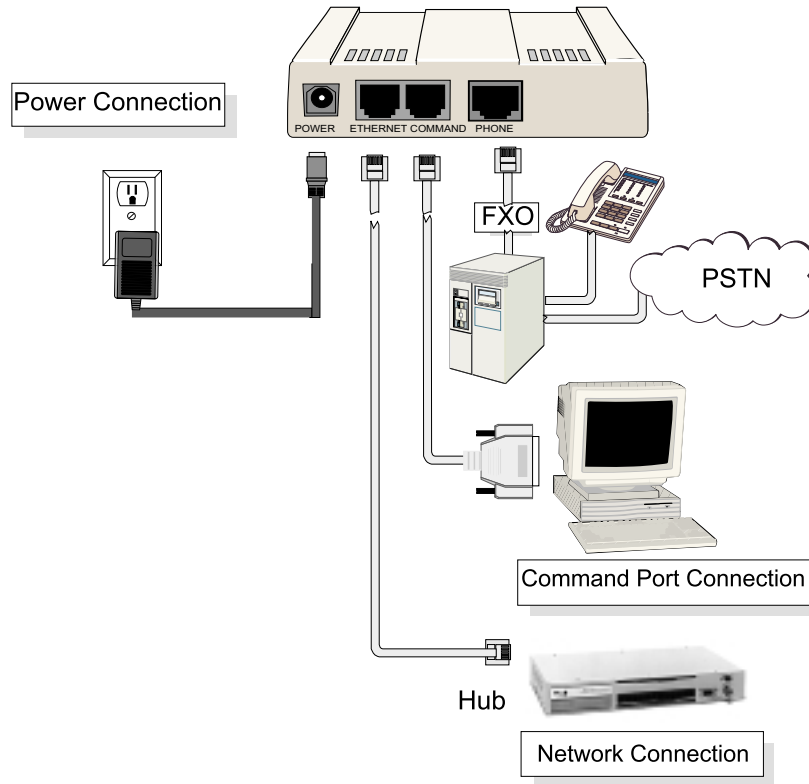 Power Connection
POWER ETHERNET COMMAND PHONE
FXO
PSTN
Command Port Connection
Hub
Network Connection